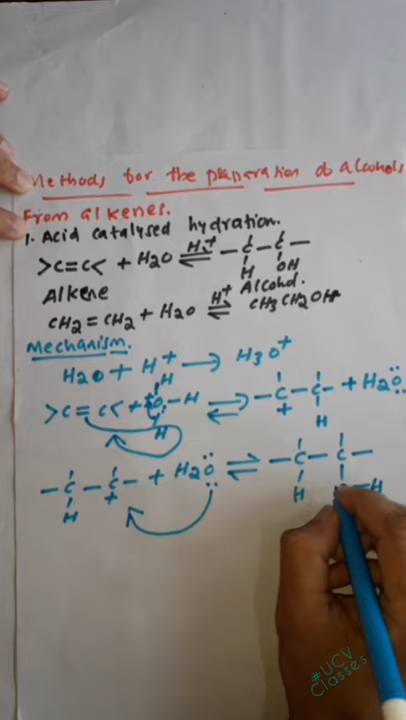 Methods for the preparation of alcohols
From alkenes.
1. Acid catalysed hydration.
>C=C< + H2O ⇌ H+ –C–C–
H OH
Alkene Alcohol.
CH2=CH2 + H2O ⇌ H+ CH3CH2OH
Mechanism.
H2O + H+ → H3O+
>C=C< + H–O–H ⇌ –C–C– + H2Ö:
H + H
–C–C– + H2Ö: ⇌ –C–C–
H + H H
#UCV
Classes